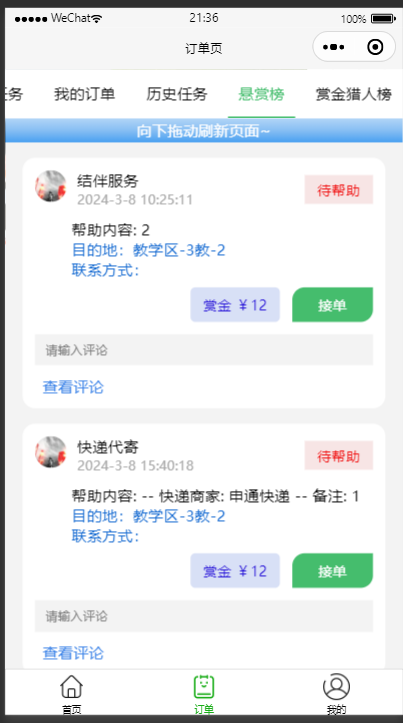 WeChat 21:36 100%
订单页
任务 我的订单 历史任务 悬赏榜 赏金猎人榜
向下拖动刷新页面~
结伴服务
2024-3-8 10:25:11
待帮助
帮助内容: 2
目的地：教学区-3教-2
联系方式：
赏金 ￥12 接单
请输入评论
查看评论
快递代寄
2024-3-8 15:40:18
待帮助
帮助内容: -- 快递商家: 申通快递 -- 备注: 1
目的地：教学区-3教-2
联系方式：
赏金 ￥12 接单
请输入评论
查看评论
首页 订单 我的